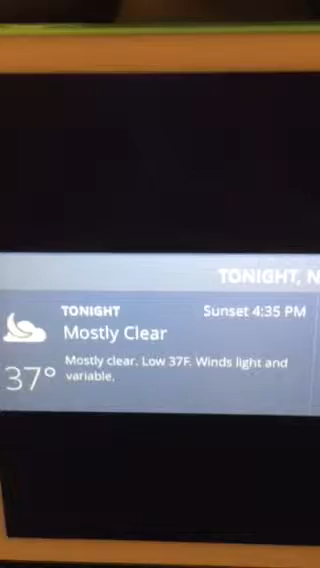 TONIGHT, N
TONIGHT
Sunset 4:35 PM
Mostly Clear
37°
Mostly clear. Low 37F. Winds light and
variable.